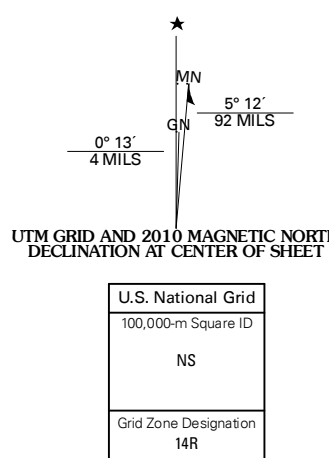 MN
GN
5° 12´
92 MILS
0° 13´
4 MILS
UTM GRID AND 2010 MAGNETIC NORTH
DECLINATION AT CENTER OF SHEET
U.S. National Grid
100,000-m Square ID
NS
Grid Zone Designation
14R